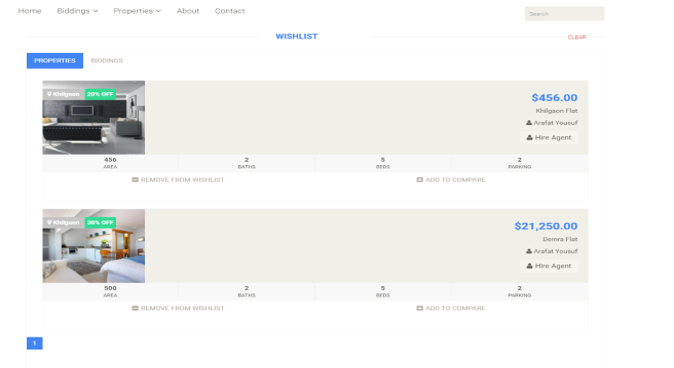 Home Biddings Properties About Contact Search
WISHLIST CLEAR
PROPERTIES BIDDINGS
Khilgaon 30% OFF
$456.00
Khilgaon Flat
Arafat Yousuf
Hire Agent
456 2 5 2
AREA BATHS BEDS PARKING
REMOVE FROM WISHLIST ADD TO COMPARE
Khilgaon 30% OFF
$21,250.00
Demra Flat
Arafat Yousuf
Hire Agent
500 2 5 2
AREA BATHS BEDS PARKING
REMOVE FROM WISHLIST ADD TO COMPARE
1